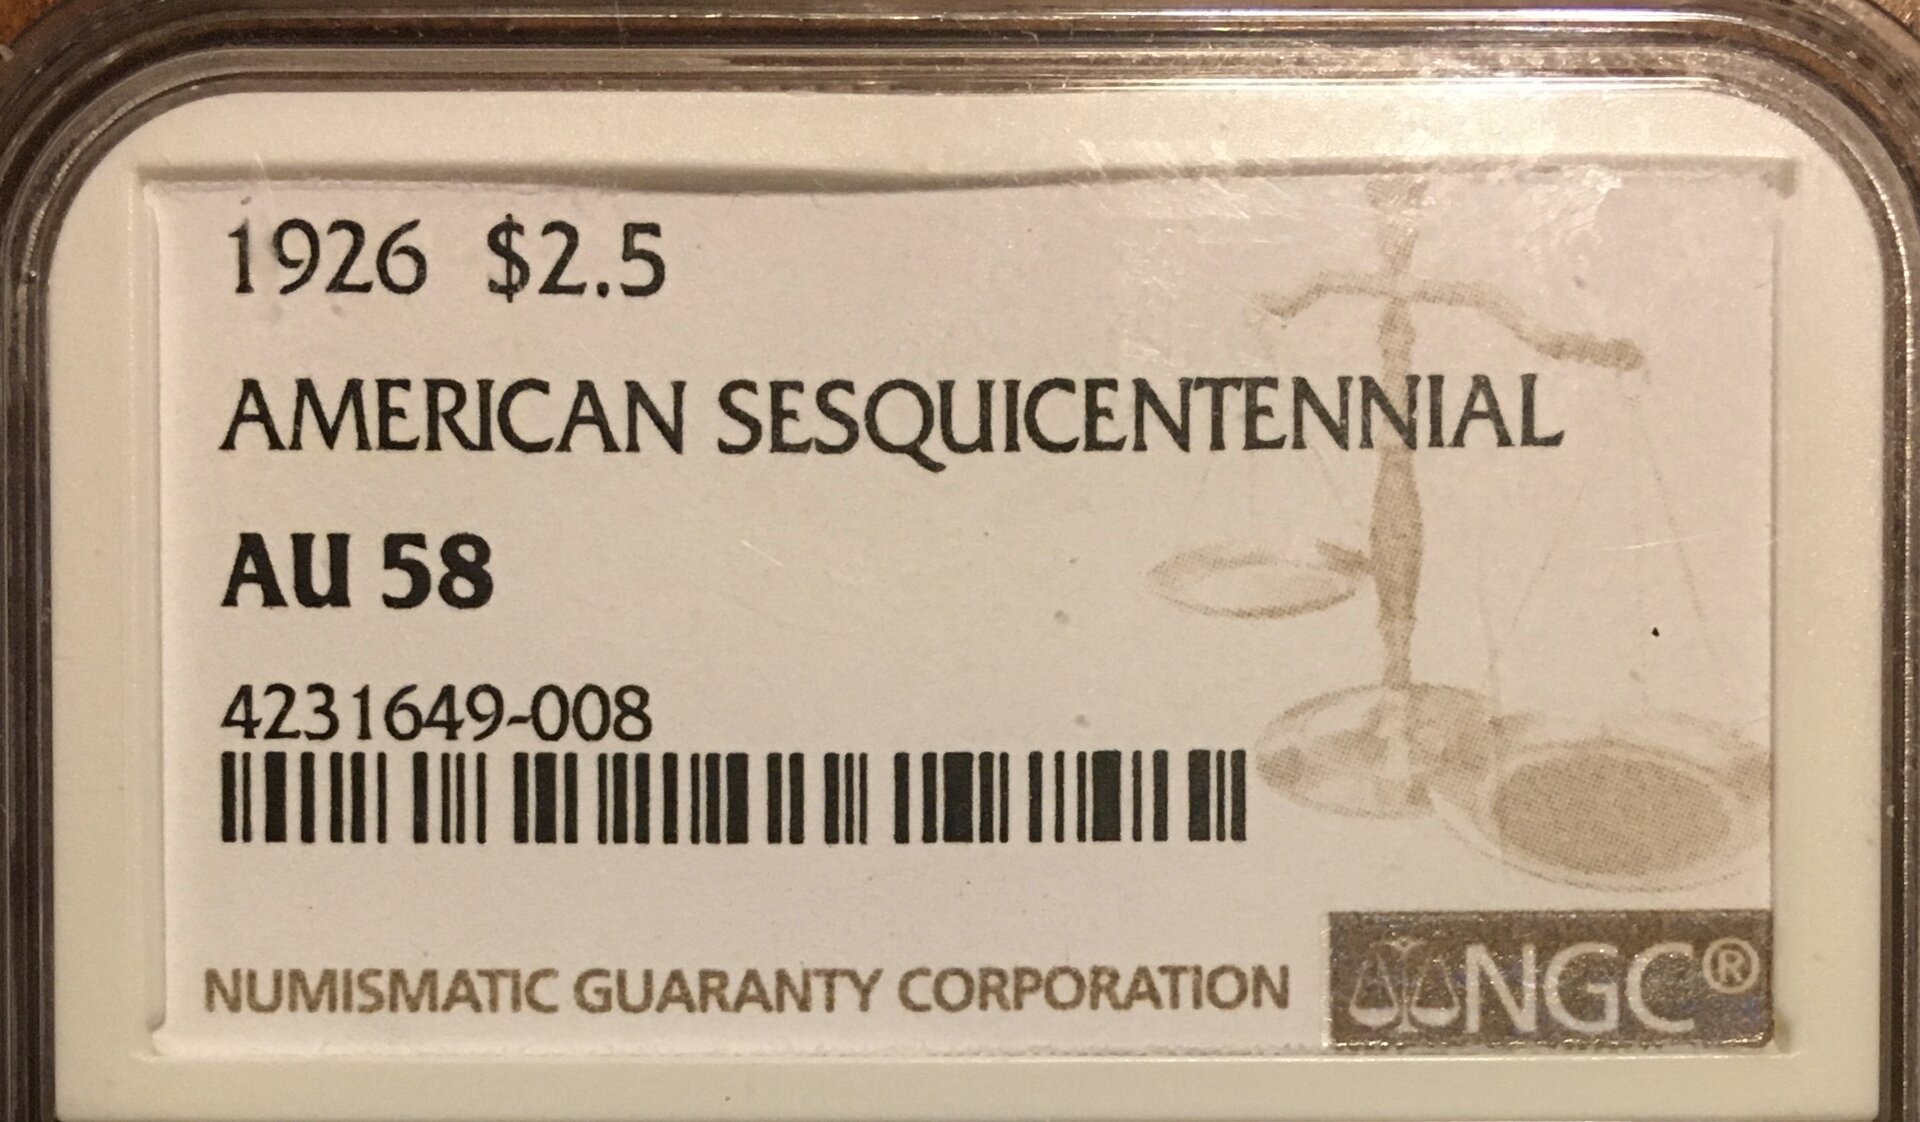 1926 $2.5
AMERICAN SESQUICENTENNIAL
AU 58
4231649-008
NUMISMATIC GUARANTY CORPORATION NGC®